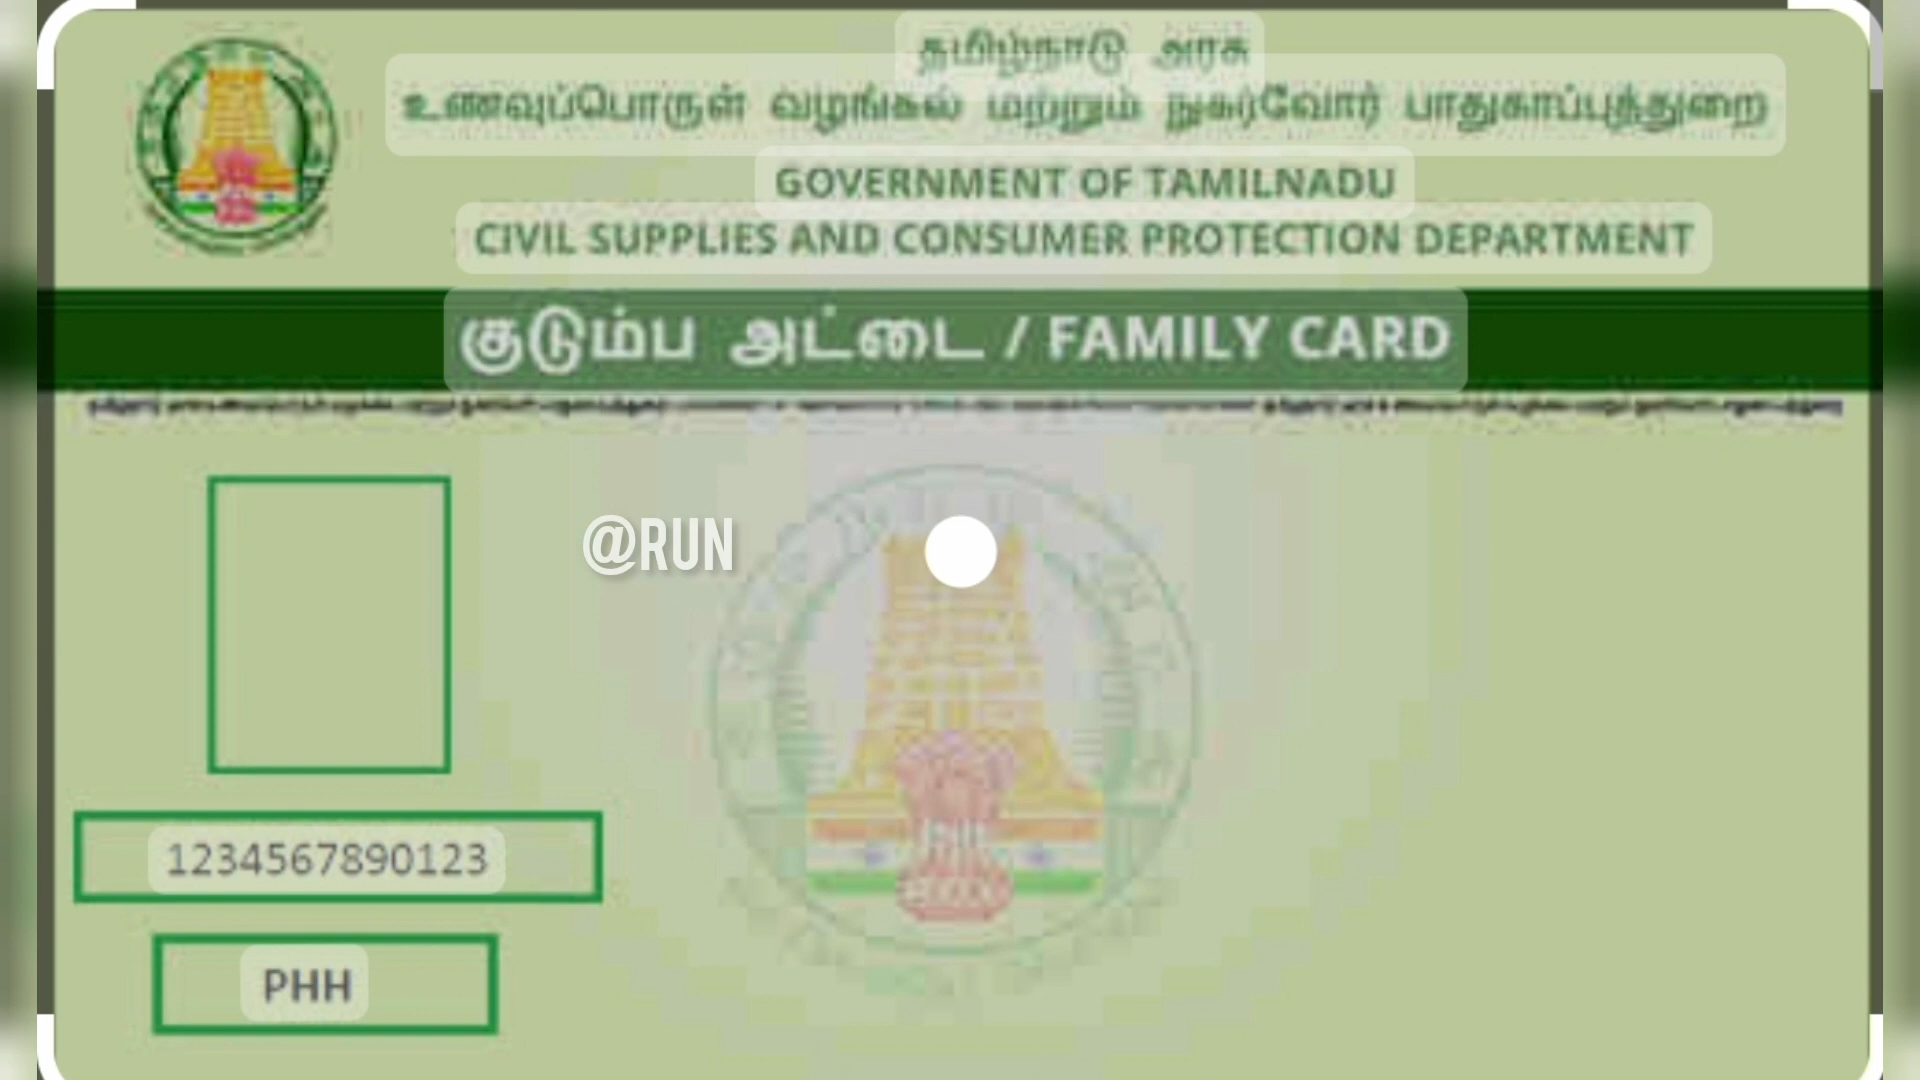 தமிழ்நாடு அரசு
உணவுப்பொருள் வழங்கல் மற்றும் நுகர்வோர் பாதுகாப்புத்துறை
GOVERNMENT OF TAMILNADU
CIVIL SUPPLIES AND CONSUMER PROTECTION DEPARTMENT
குடும்ப அட்டை / FAMILY CARD
@RUN
1234567890123
PHH